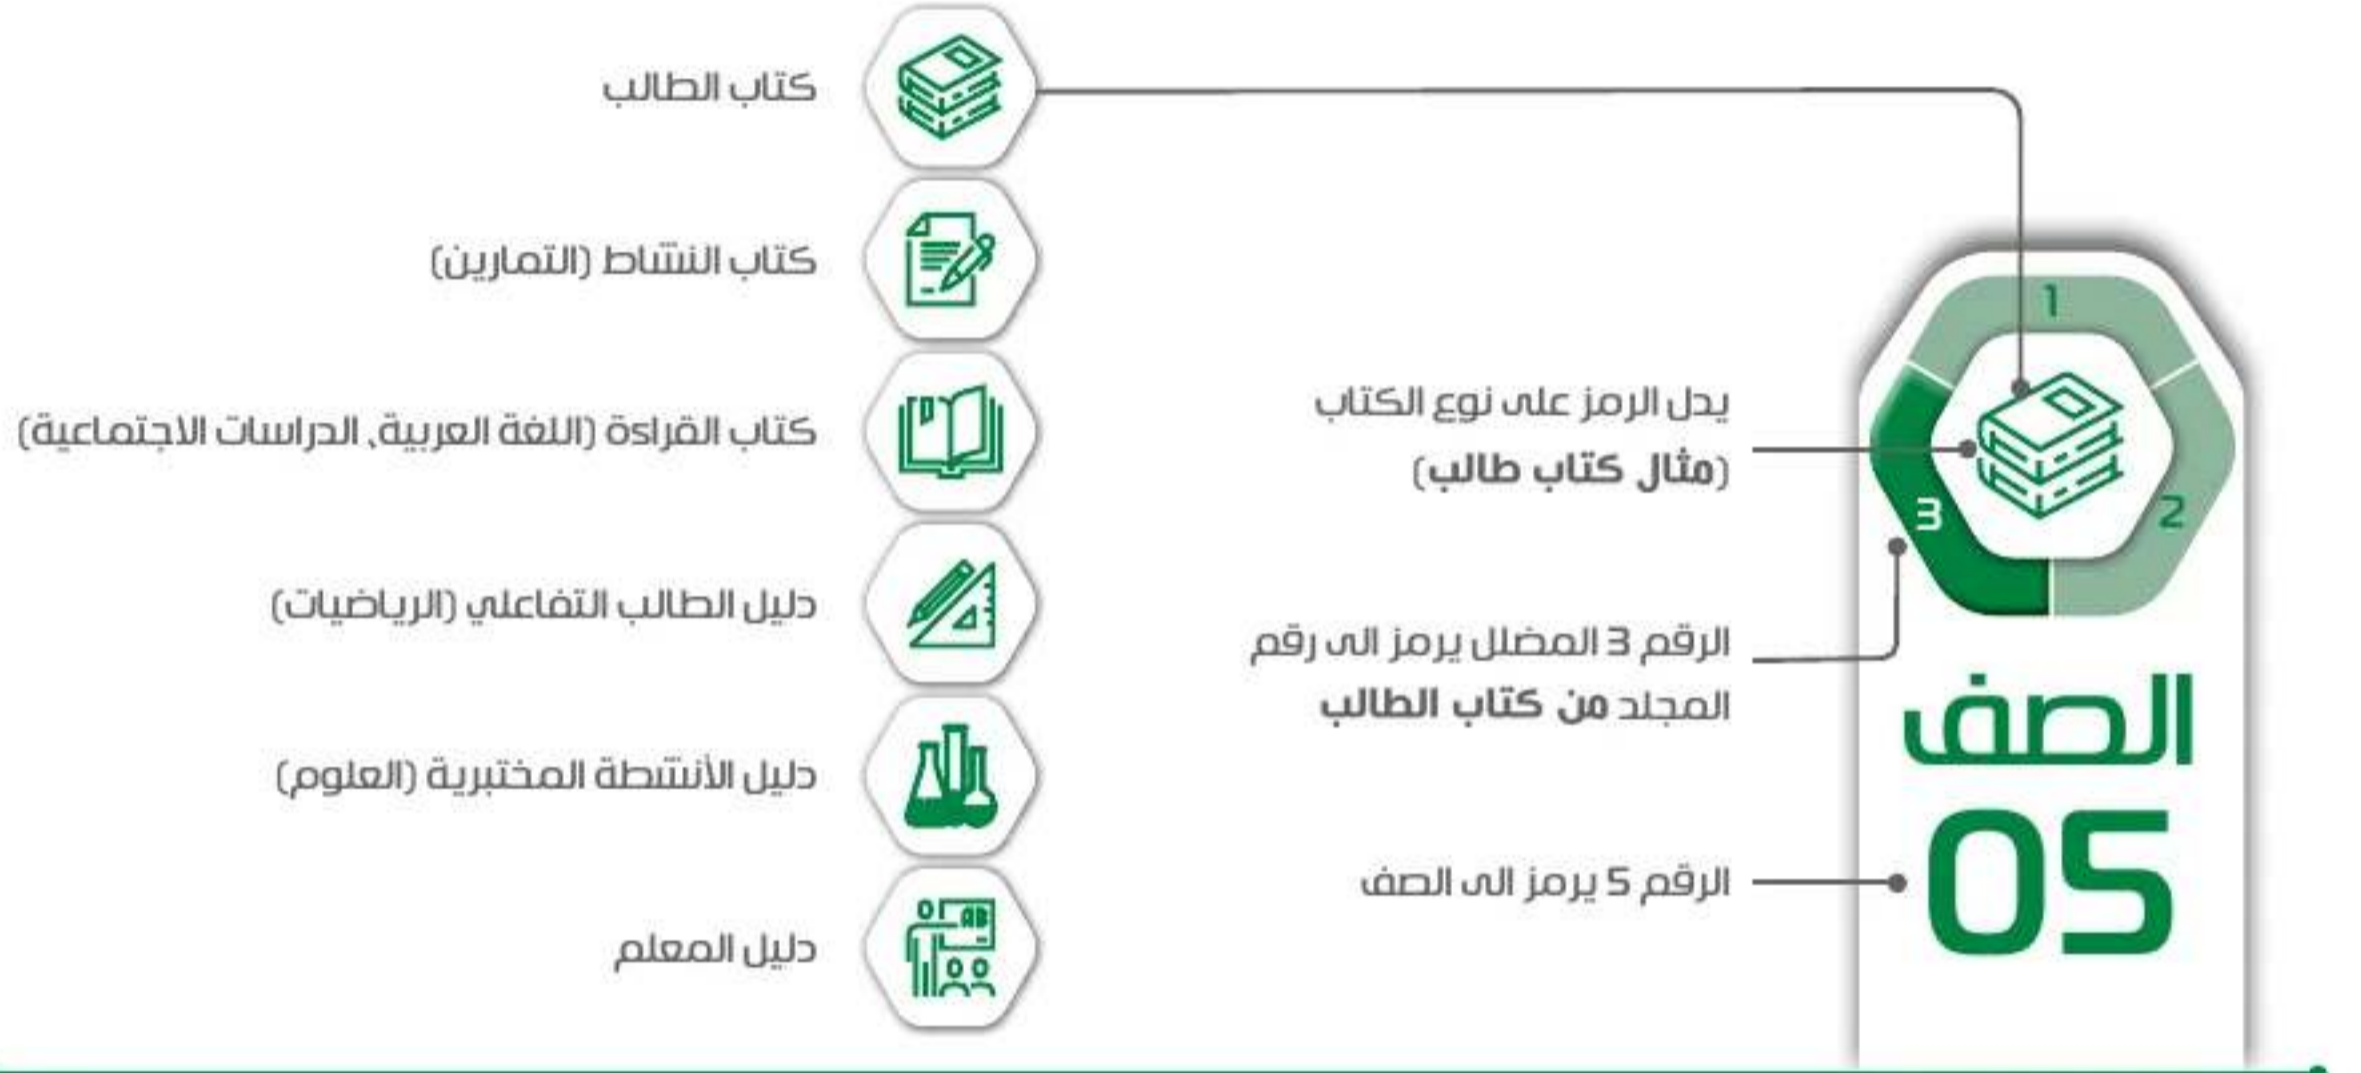 1
2
3
الصف
05
يدل الرمز على نوع الكتاب
(مثال كتاب طالب)
الرقم 3 المضلل يرمز الى رقم
المجلد من كتاب الطالب
الرقم 5 يرمز الى الصف
كتاب الطالب
كتاب النشاط (التمارين)
كتاب القراءة (اللغة العربية، الدراسات الاجتماعية)
دليل الطالب التفاعلي (الرياضيات)
دليل الأنشطة المختبرية (العلوم)
دليل المعلم
AB